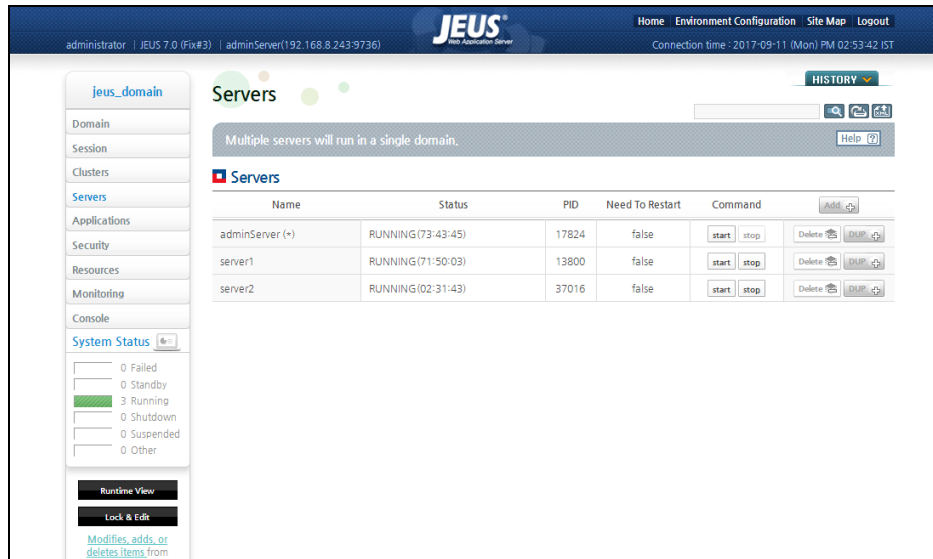 Home Environment Configuration Site Map Logout
JEUS
Web Application Server
administrator | JEUS 7.0 (Fix#3) | adminServer(192.168.8.243:9736)
Connection time : 2017-09-11 (Mon) PM 02:53:42 IST
HISTORY
jeus_domain
Domain
Session
Clusters
Servers
Applications
Security
Resources
Monitoring
Console
System Status
0 Failed
0 Standby
3 Running
0 Shutdown
0 Suspended
0 Other
Runtime View
Lock & Edit
Modifies, adds, or
deletes items from
Servers
Multiple servers will run in a single domain.
Help ?
Servers
Name Status PID Need To Restart Command Add
adminServer (*) RUNNING(73:43:45) 17824 false start stop Delete DUP
server1 RUNNING(71:50:03) 13800 false start stop Delete DUP
server2 RUNNING(02:31:43) 37016 false start stop Delete DUP